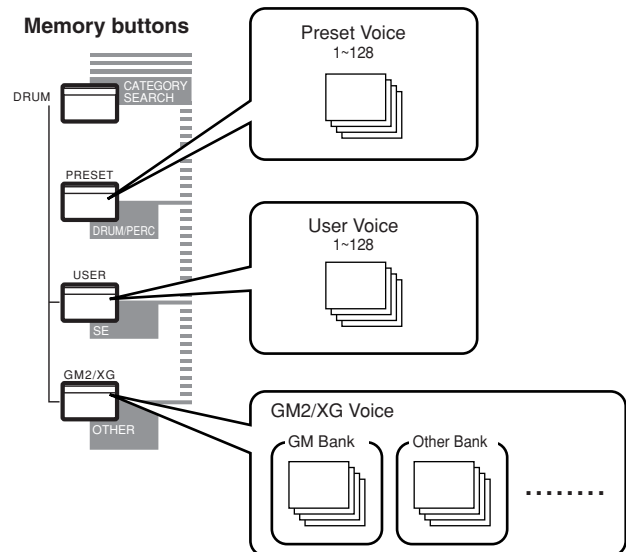 Memory buttons
DRUM
CATEGORY
SEARCH
PRESET
DRUM/PERC
USER
SE
GM2/XG
OTHER
Preset Voice
1~128
User Voice
1~128
GM2/XG Voice
GM Bank
Other Bank
........